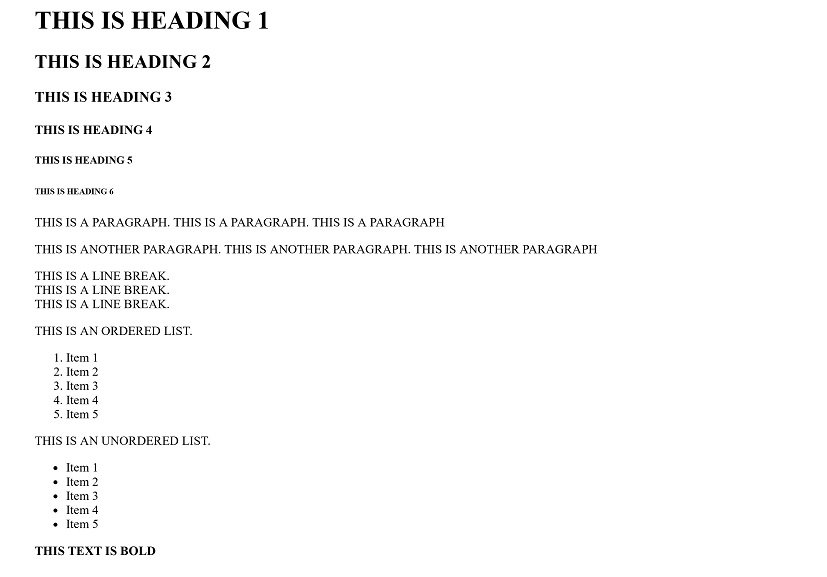 THIS IS HEADING 1
THIS IS HEADING 2
THIS IS HEADING 3
THIS IS HEADING 4
THIS IS HEADING 5
THIS IS HEADING 6
THIS IS A PARAGRAPH. THIS IS A PARAGRAPH. THIS IS A PARAGRAPH
THIS IS ANOTHER PARAGRAPH. THIS IS ANOTHER PARAGRAPH. THIS IS ANOTHER PARAGRAPH
THIS IS A LINE BREAK.
THIS IS A LINE BREAK.
THIS IS A LINE BREAK.
THIS IS AN ORDERED LIST.
1. Item 1
2. Item 2
3. Item 3
4. Item 4
5. Item 5
THIS IS AN UNORDERED LIST.
• Item 1
• Item 2
• Item 3
• Item 4
• Item 5
THIS TEXT IS BOLD